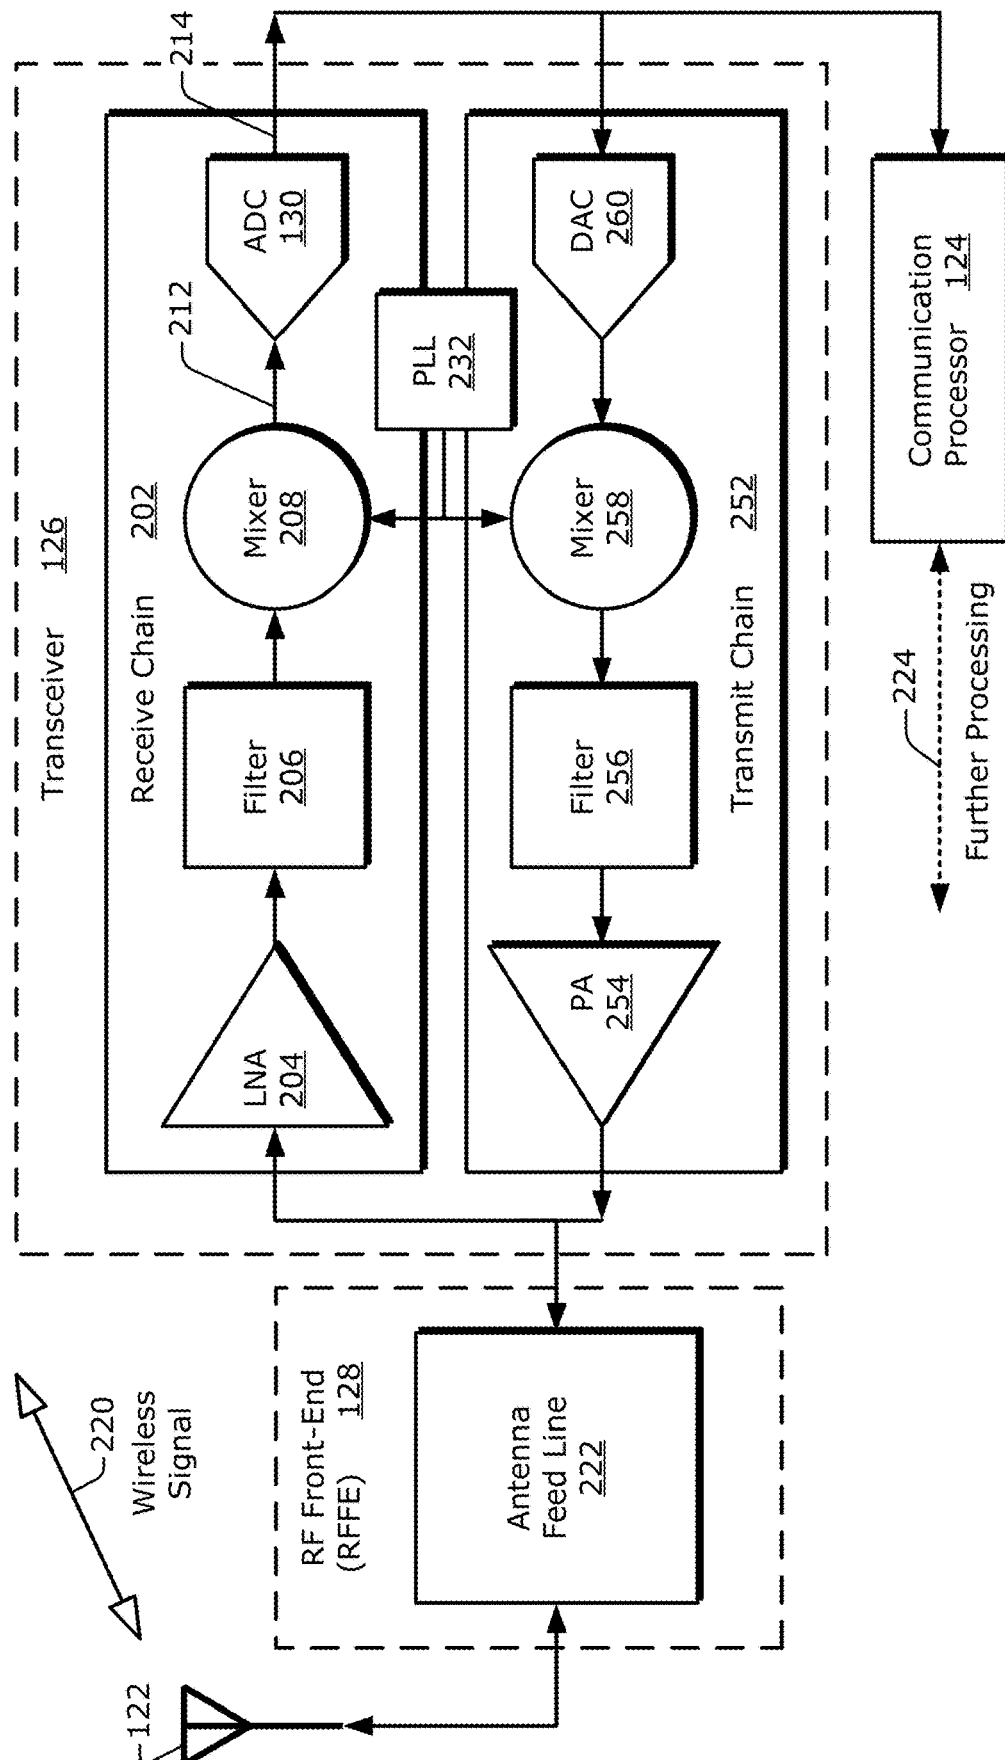 122
220
Wireless
Signal
RF Front-End
(RFFE) 128
Antenna
Feed Line
222
Transceiver 126
Receive Chain 202
LNA
204
Filter
206
Mixer
208
212
ADC
130
214
PLL
232
PA
254
Filter
256
Mixer
258
DAC
260
Transmit Chain 252
Communication
Processor 124
224
Further Processing